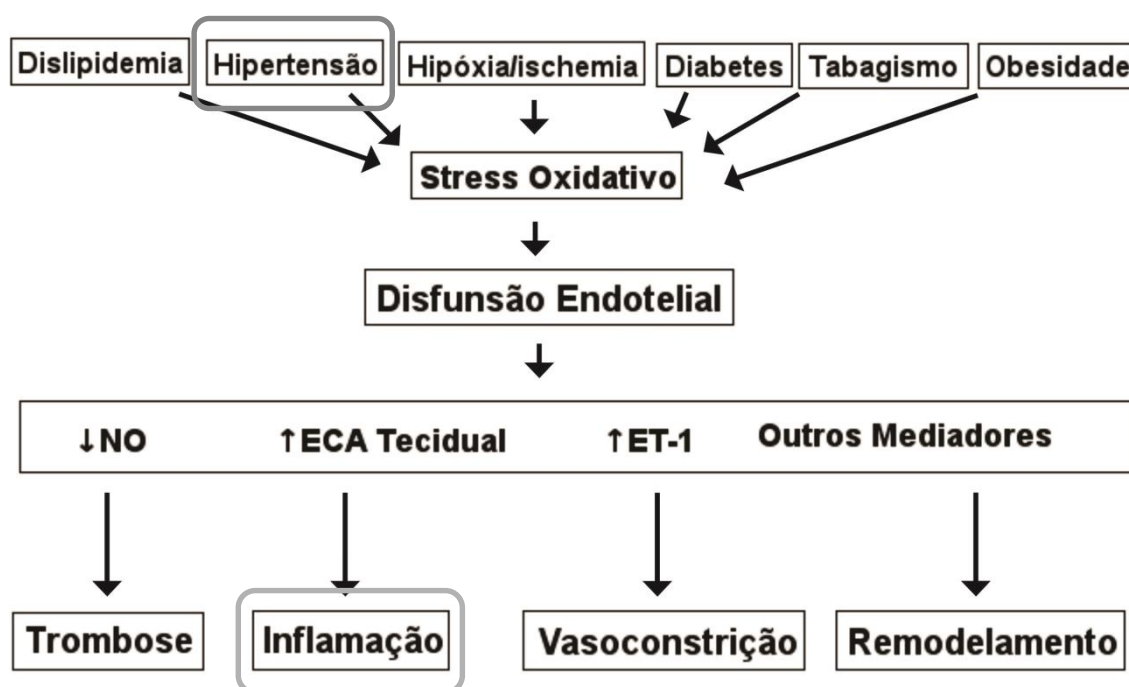 Dislipidemia Hipertensão Hipóxia/ischemia Diabetes Tabagismo Obesidade
Stress Oxidativo
Disfunsão Endotelial
↓NO ↑ECA Tecidual ↑ET-1 Outros Mediadores
Trombose Inflamação Vasoconstrição Remodelamento